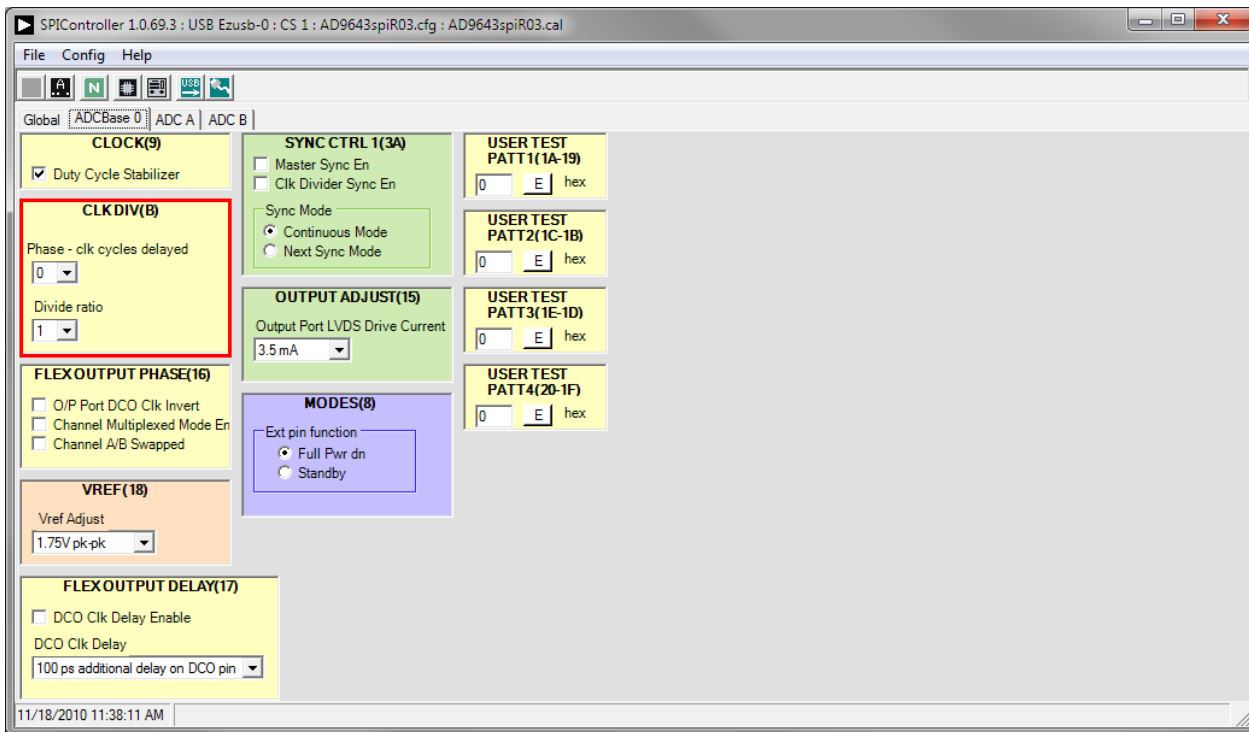 SPIController 1.0.69.3 : USB Ezusb-0 : CS 1 : AD9643spiR03.cfg : AD9643spiR03.cal
File Config Help
A N USB
Global ADCBase 0 ADC A ADC B
CLOCK(9)
Duty Cycle Stabilizer
CLK DIV(B)
Phase - clk cycles delayed
0
Divide ratio
1
FLEX OUTPUT PHASE(16)
O/P Port DCO Clk Invert
Channel Multiplexed Mode En
Channel A/B Swapped
VREF(18)
Vref Adjust
1.75V pk-pk
FLEX OUTPUT DELAY(17)
DCO Clk Delay Enable
DCO Clk Delay
100 ps additional delay on DCO pin
SYNC CTRL 1(3A)
Master Sync En
Clk Divider Sync En
Sync Mode
Continuous Mode
Next Sync Mode
OUTPUT ADJUST(15)
Output Port LVDS Drive Current
3.5 mA
MODES(8)
Ext pin function
Full Pwr dn
Standby
USER TEST
PATT1(1A-19)
0 E hex
USER TEST
PATT2(1C-1B)
0 E hex
USER TEST
PATT3(1E-1D)
0 E hex
USER TEST
PATT4(20-1F)
0 E hex
11/18/2010 11:38:11 AM